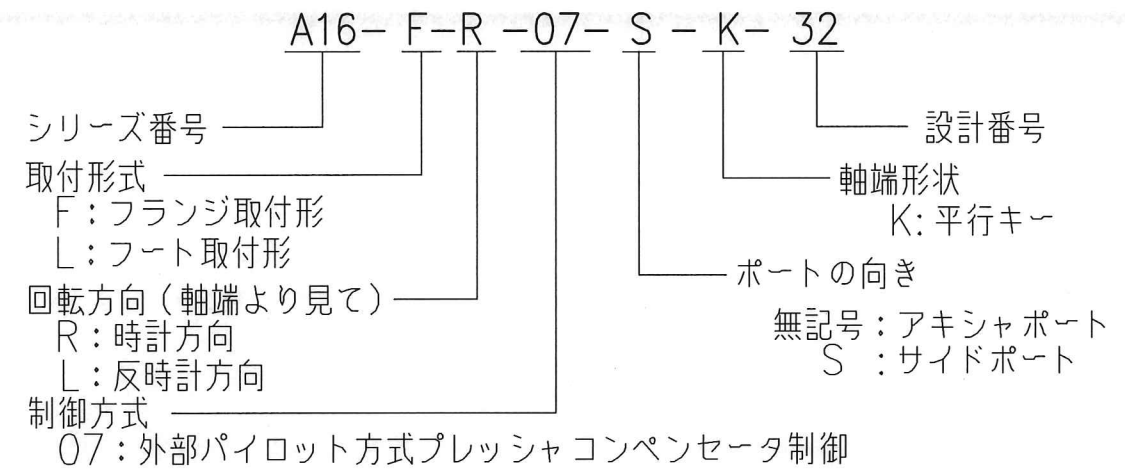 A16-F-R-07-S-K-32
シリーズ番号
設計番号
取付形式
軸端形状
F：フランジ取付形
K:平行キー
L：フート取付形
ポートの向き
回転方向（軸端より見て）
無記号：アキシャポート
R：時計方向
S：サイドポート
L：反時計方向
制御方式
07：外部パイロット方式プレッシャコンペンセータ制御